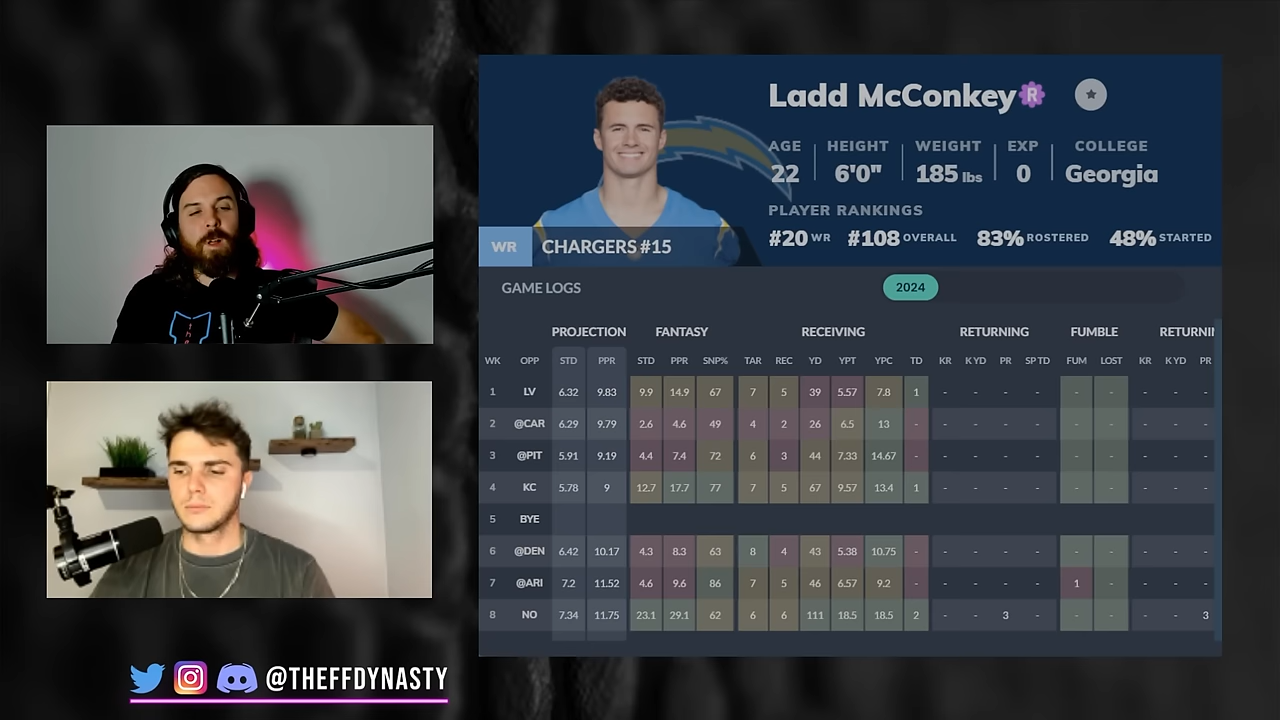 Ladd McConkey R
AGE HEIGHT WEIGHT EXP COLLEGE
22 6'0" 185 lbs 0 Georgia
PLAYER RANKINGS
#20 WR #108 OVERALL 83% ROSTERED 48% STARTED
WR CHARGERS #15
GAME LOGS 2024
PROJECTION FANTASY RECEIVING RETURNING FUMBLE RETURNIN
WK OPP STD PPR STD PPR SNP% TAR REC YD YPT YPC TD KR K YD PR SP TD FUM LOST KR K YD PR
1 LV 6.32 9.83 9.9 14.9 67 7 5 39 5.57 7.8 1 - - - - - - - - -
2 @CAR 6.29 9.79 2.6 4.6 49 4 2 26 6.5 13 - - - - - - - - - -
3 @PIT 5.91 9.19 4.4 7.4 72 6 3 44 7.33 14.67 - - - - - - - - - -
4 KC 5.78 9 12.7 17.7 77 7 5 67 9.57 13.4 1 - - - - - - - - -
5 BYE
6 @DEN 6.42 10.17 4.3 8.3 63 8 4 43 5.38 10.75 - - - - - - - - - -
7 @ARI 7.2 11.52 4.6 9.6 86 7 5 46 6.57 9.2 - - - - - 1 - - - -
8 NO 7.34 11.75 23.1 29.1 62 6 6 111 18.5 18.5 2 - - 3 - - - - - 3
@THEFFDYNASTY